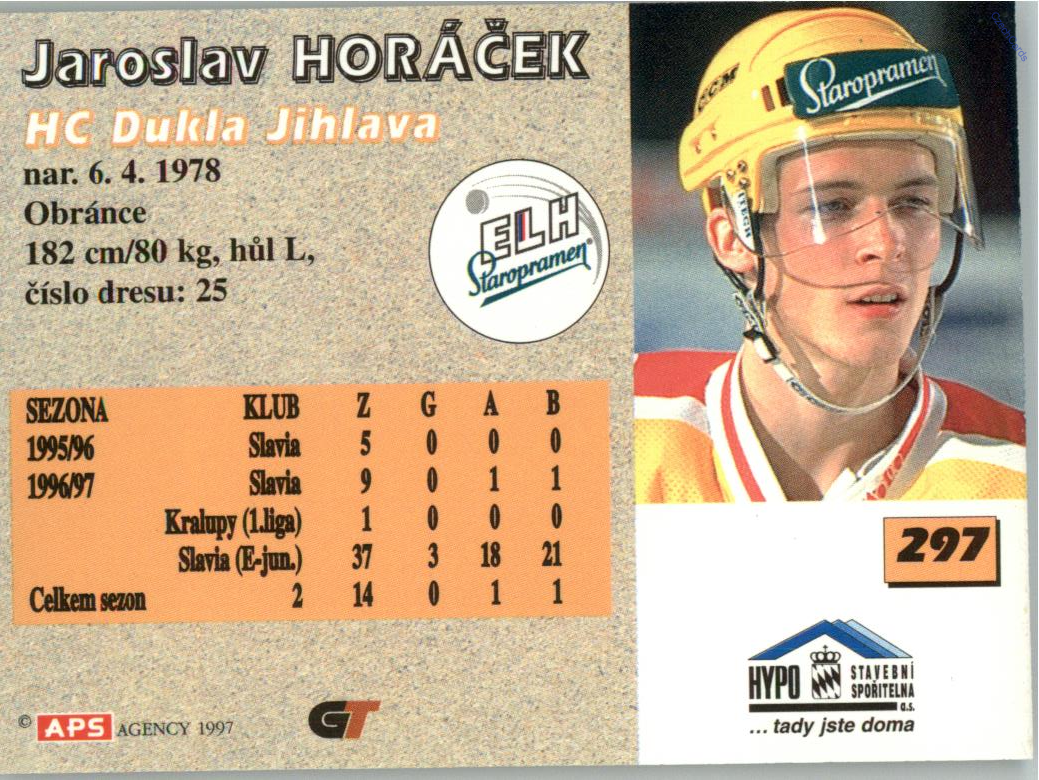 Jaroslav HORÁČEK
HC Dukla Jihlava
nar. 6. 4. 1978
Obránce
182 cm/80 kg, hůl L,
číslo dresu: 25
ELH
Staropramen
CCM
Staropramen
JTECH
SEZONA KLUB Z G A B
1995/96 Slavia 5 0 0 0
1996/97 Slavia 9 0 1 1
Kralupy (1.liga) 1 0 0 0
Slavia (E-jun.) 37 3 18 21
Celkem sezon 2 14 0 1 1
297
HYPO STAVEBNÍ
SPOŘITELNA
a.s.
... tady jste doma
© APS AGENCY 1997
GT